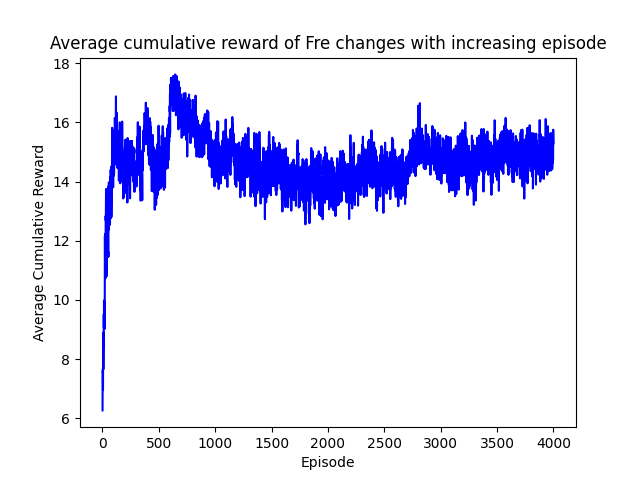 Average cumulative reward of Fre changes with increasing episode
18
16
14
12
10
8
6
Average Cumulative Reward
0 500 1000 1500 2000 2500 3000 3500 4000
Episode